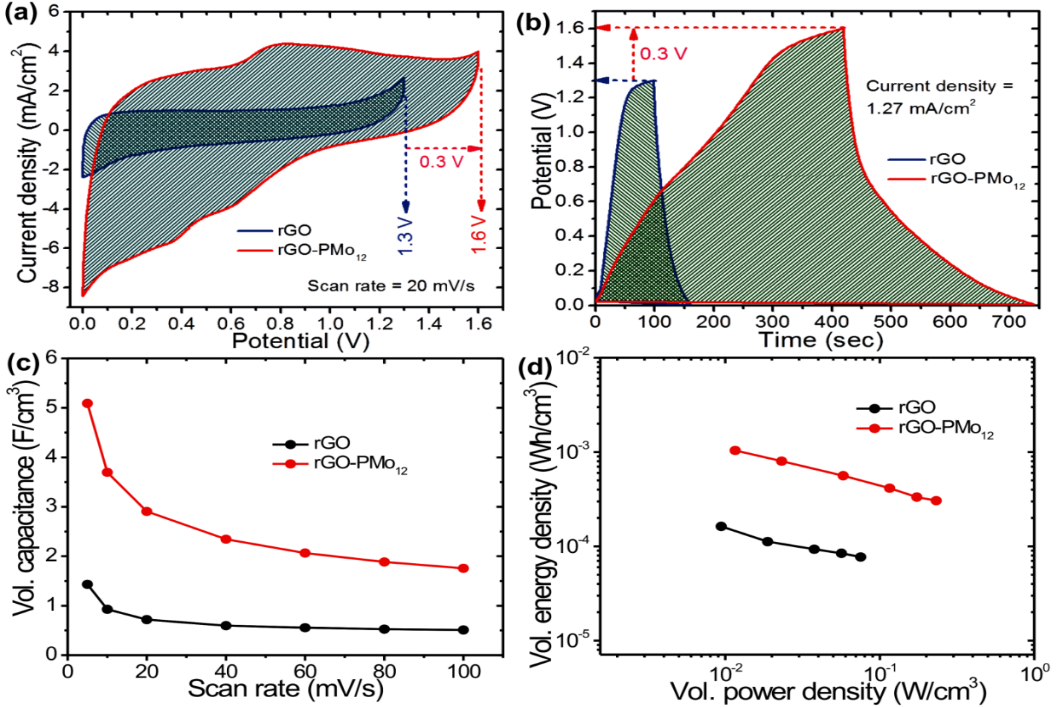 (a)
Current density (mA/cm²)
6
4
2
0
-2
-4
-6
-8
0.3 V
1.3 V
1.6 V
rGO
rGO-PMo₁₂
Scan rate = 20 mV/s
0.0 0.2 0.4 0.6 0.8 1.0 1.2 1.4 1.6
Potential (V)
(b)
Potential (V)
1.6
1.4
1.2
1.0
0.8
0.6
0.4
0.2
0.0
0.3 V
Current density =
1.27 mA/cm²
rGO
rGO-PMo₁₂
0 100 200 300 400 500 600 700
Time (sec)
(c)
Vol. capacitance (F/cm³)
6
5
4
3
2
1
0
rGO
rGO-PMo₁₂
0 20 40 60 80 100
Scan rate (mV/s)
(d)
Vol. energy density (Wh/cm³)
10⁻²
10⁻³
10⁻⁴
10⁻⁵
rGO
rGO-PMo₁₂
10⁻² 10⁻¹ 10⁰
Vol. power density (W/cm³)